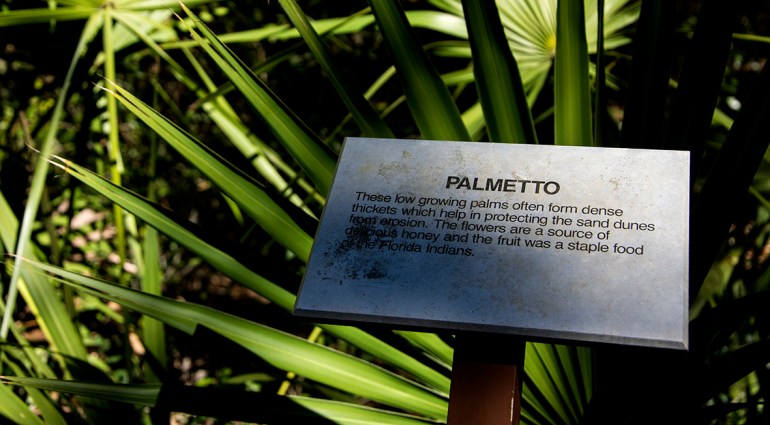 PALMETTO
These low growing palms often form dense
thickets which help in protecting the sand dunes
from erosion. The flowers are a source of
delicious honey and the fruit was a staple food
of the Florida Indians.